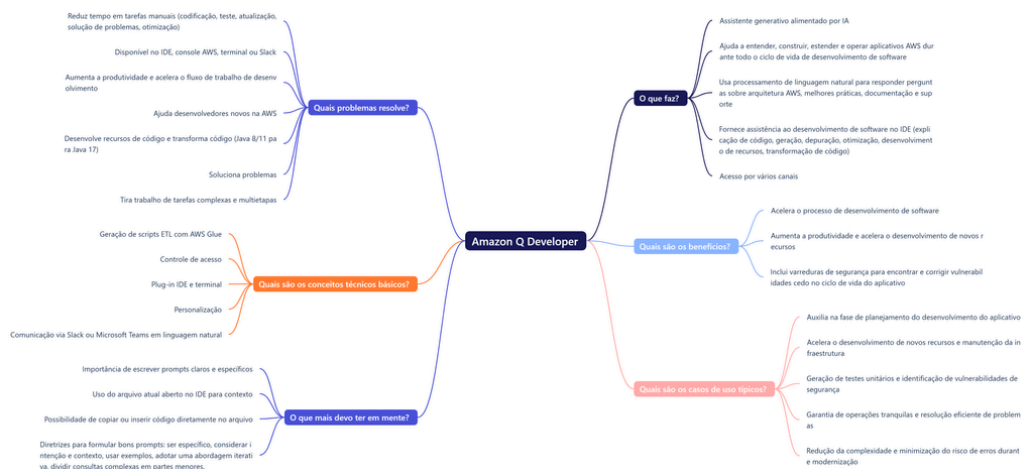 Reduz tempo em tarefas manuais (codificação, teste, atualização,
solução de problemas, otimização)
Disponível no IDE, console AWS, terminal ou Slack
Aumenta a produtividade e acelera o fluxo de trabalho de desenv
olvimento
Ajuda desenvolvedores novos na AWS
Desenvolve recursos de código e transforma código (Java 8/11 pa
ra Java 17)
Soluciona problemas
Tira trabalho de tarefas complexas e multietapas
Quais problemas resolve?
Geração de scripts ETL com AWS Glue
Controle de acesso
Plug-in IDE e terminal
Personalização
Comunicação via Slack ou Microsoft Teams em linguagem natural
Quais são os conceitos técnicos básicos?
Importância de escrever prompts claros e específicos
Uso do arquivo atual aberto no IDE para contexto
Possibilidade de copiar ou inserir código diretamente no arquivo
Diretrizes para formular bons prompts: ser específico, considerar i
ntenção e contexto, usar exemplos, adotar uma abordagem iterati
va, dividir consultas complexas em partes menores.
O que mais devo ter em mente?
Amazon Q Developer
O que faz?
Assistente generativo alimentado por IA
Ajuda a entender, construir, estender e operar aplicativos AWS dur
ante todo o ciclo de vida de desenvolvimento de software
Usa processamento de linguagem natural para responder pergunt
as sobre arquitetura AWS, melhores práticas, documentação e sup
orte
Fornece assistência ao desenvolvimento de software no IDE (expli
cação de código, geração, depuração, otimização, desenvolviment
o de recursos, transformação de código)
Acesso por vários canais
Quais são os benefícios?
Acelera o processo de desenvolvimento de software
Aumenta a produtividade e acelera o desenvolvimento de novos r
ecursos
Inclui varreduras de segurança para encontrar e corrigir vulnerabil
idades cedo no ciclo de vida do aplicativo
Quais são os casos de uso típicos?
Auxilia na fase de planejamento do desenvolvimento do aplicativo
Acelera o desenvolvimento de novos recursos e manutenção da in
fraestrutura
Geração de testes unitários e identificação de vulnerabilidades de
segurança
Garantia de operações tranquilas e resolução eficiente de problem
as
Redução da complexidade e minimização do risco de erros durant
e modernização